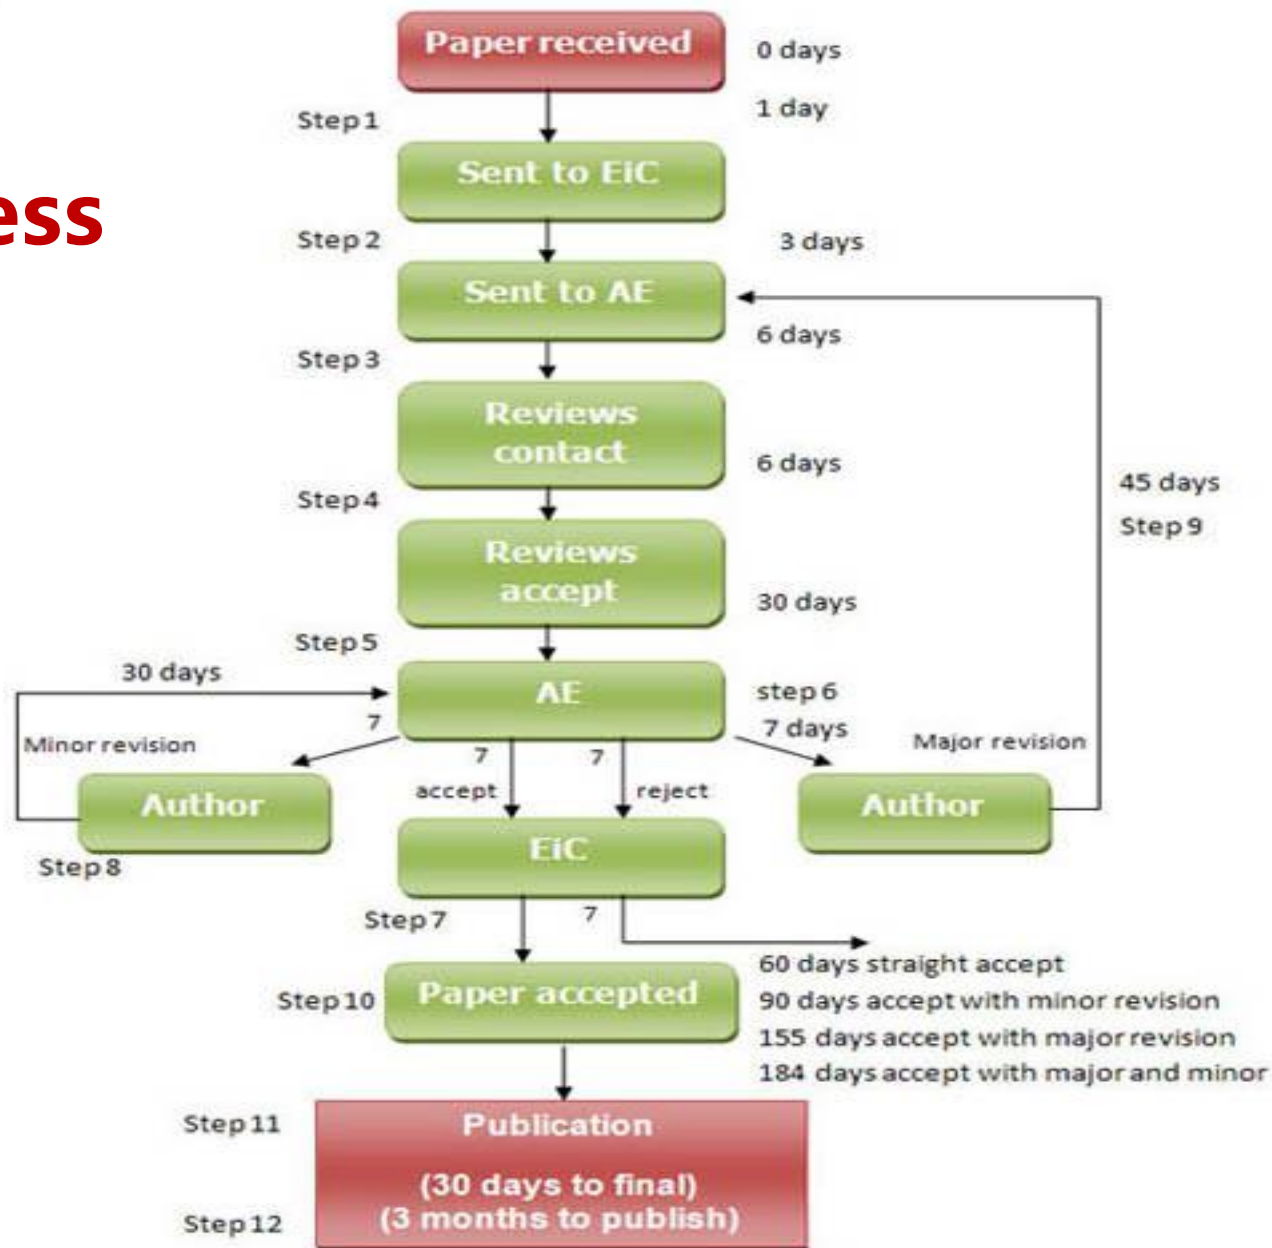 Paper received
0 days
1 day
Step 1
ess
Sent to EiC
Step 2
3 days
Sent to AE
6 days
Step 3
Reviews
contact
6 days
45 days
Step 4
Step 9
Reviews
accept
30 days
Step 5
30 days
AE
step 6
7
7 days
Minor revision
7
7
Major revision
accept
reject
Author
Author
EiC
Step 8
Step 7
7
60 days straight accept
Paper accepted
Step 10
90 days accept with minor revision
155 days accept with major revision
184 days accept with major and minor
Step 11
Publication
(30 days to final)
(3 months to publish)
Step 12